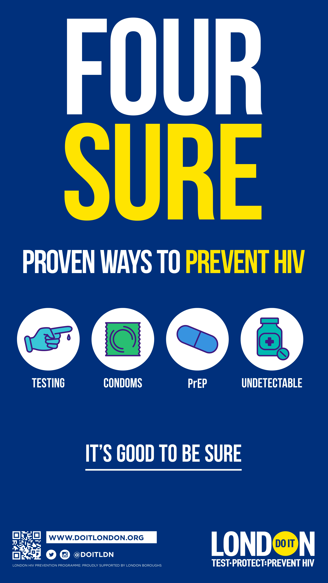 FOUR
SURE
PROVEN WAYS TO PREVENT HIV
TESTING CONDOMS PrEP UNDETECTABLE
IT'S GOOD TO BE SURE
WWW.DOITLONDON.ORG
@DOITLDN
LONDON HIV PREVENTION PROGRAMME: PROUDLY SUPPORTED BY LONDON BOROUGHS
LONDON DO IT
TEST•PROTECT•PREVENT HIV